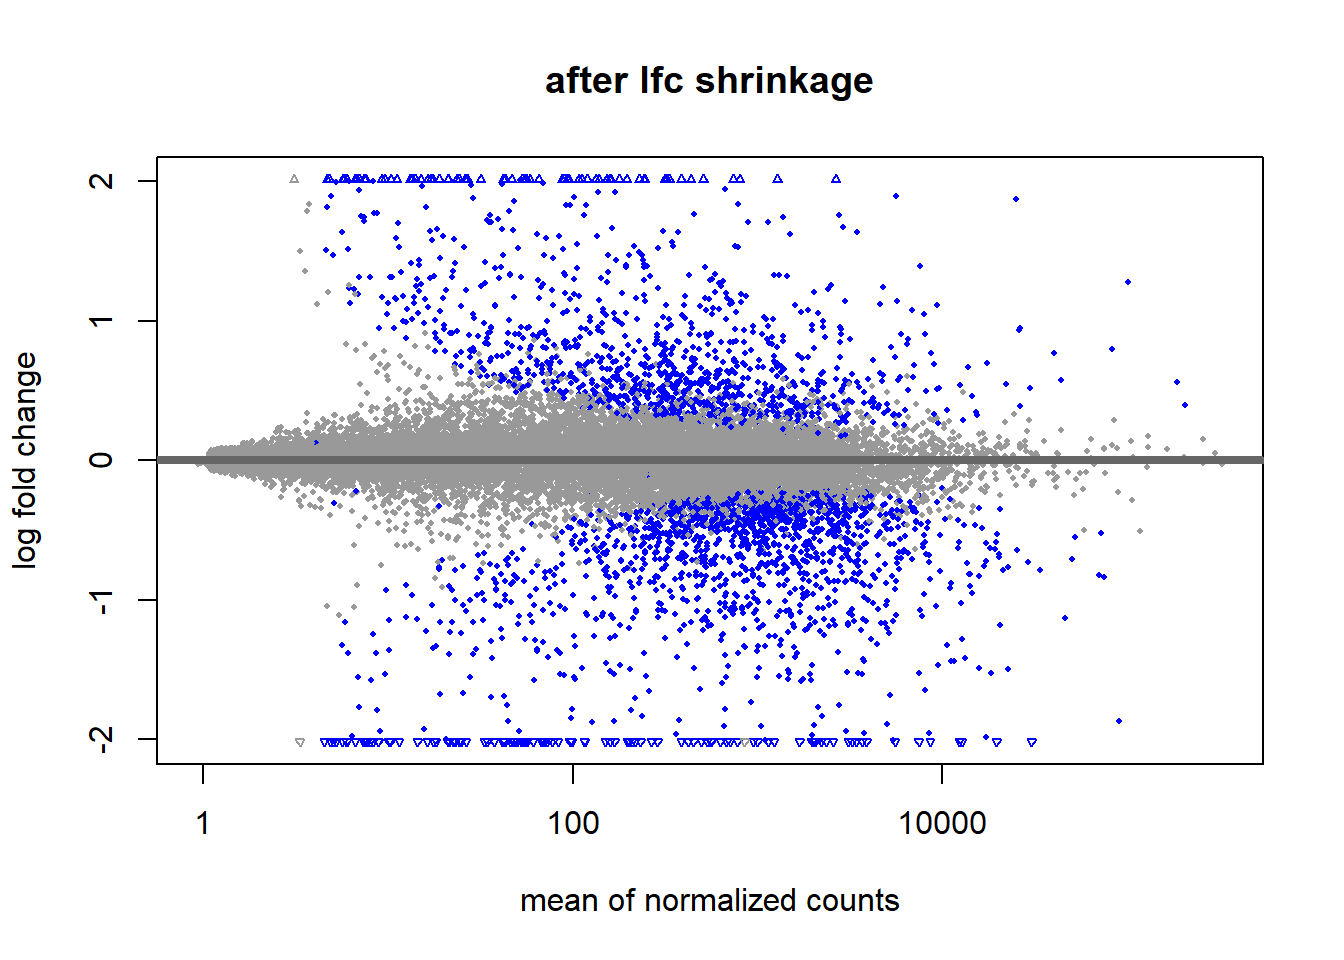 after lfc shrinkage
2
1
0
-1
-2
log fold change
1
100
10000
mean of normalized counts